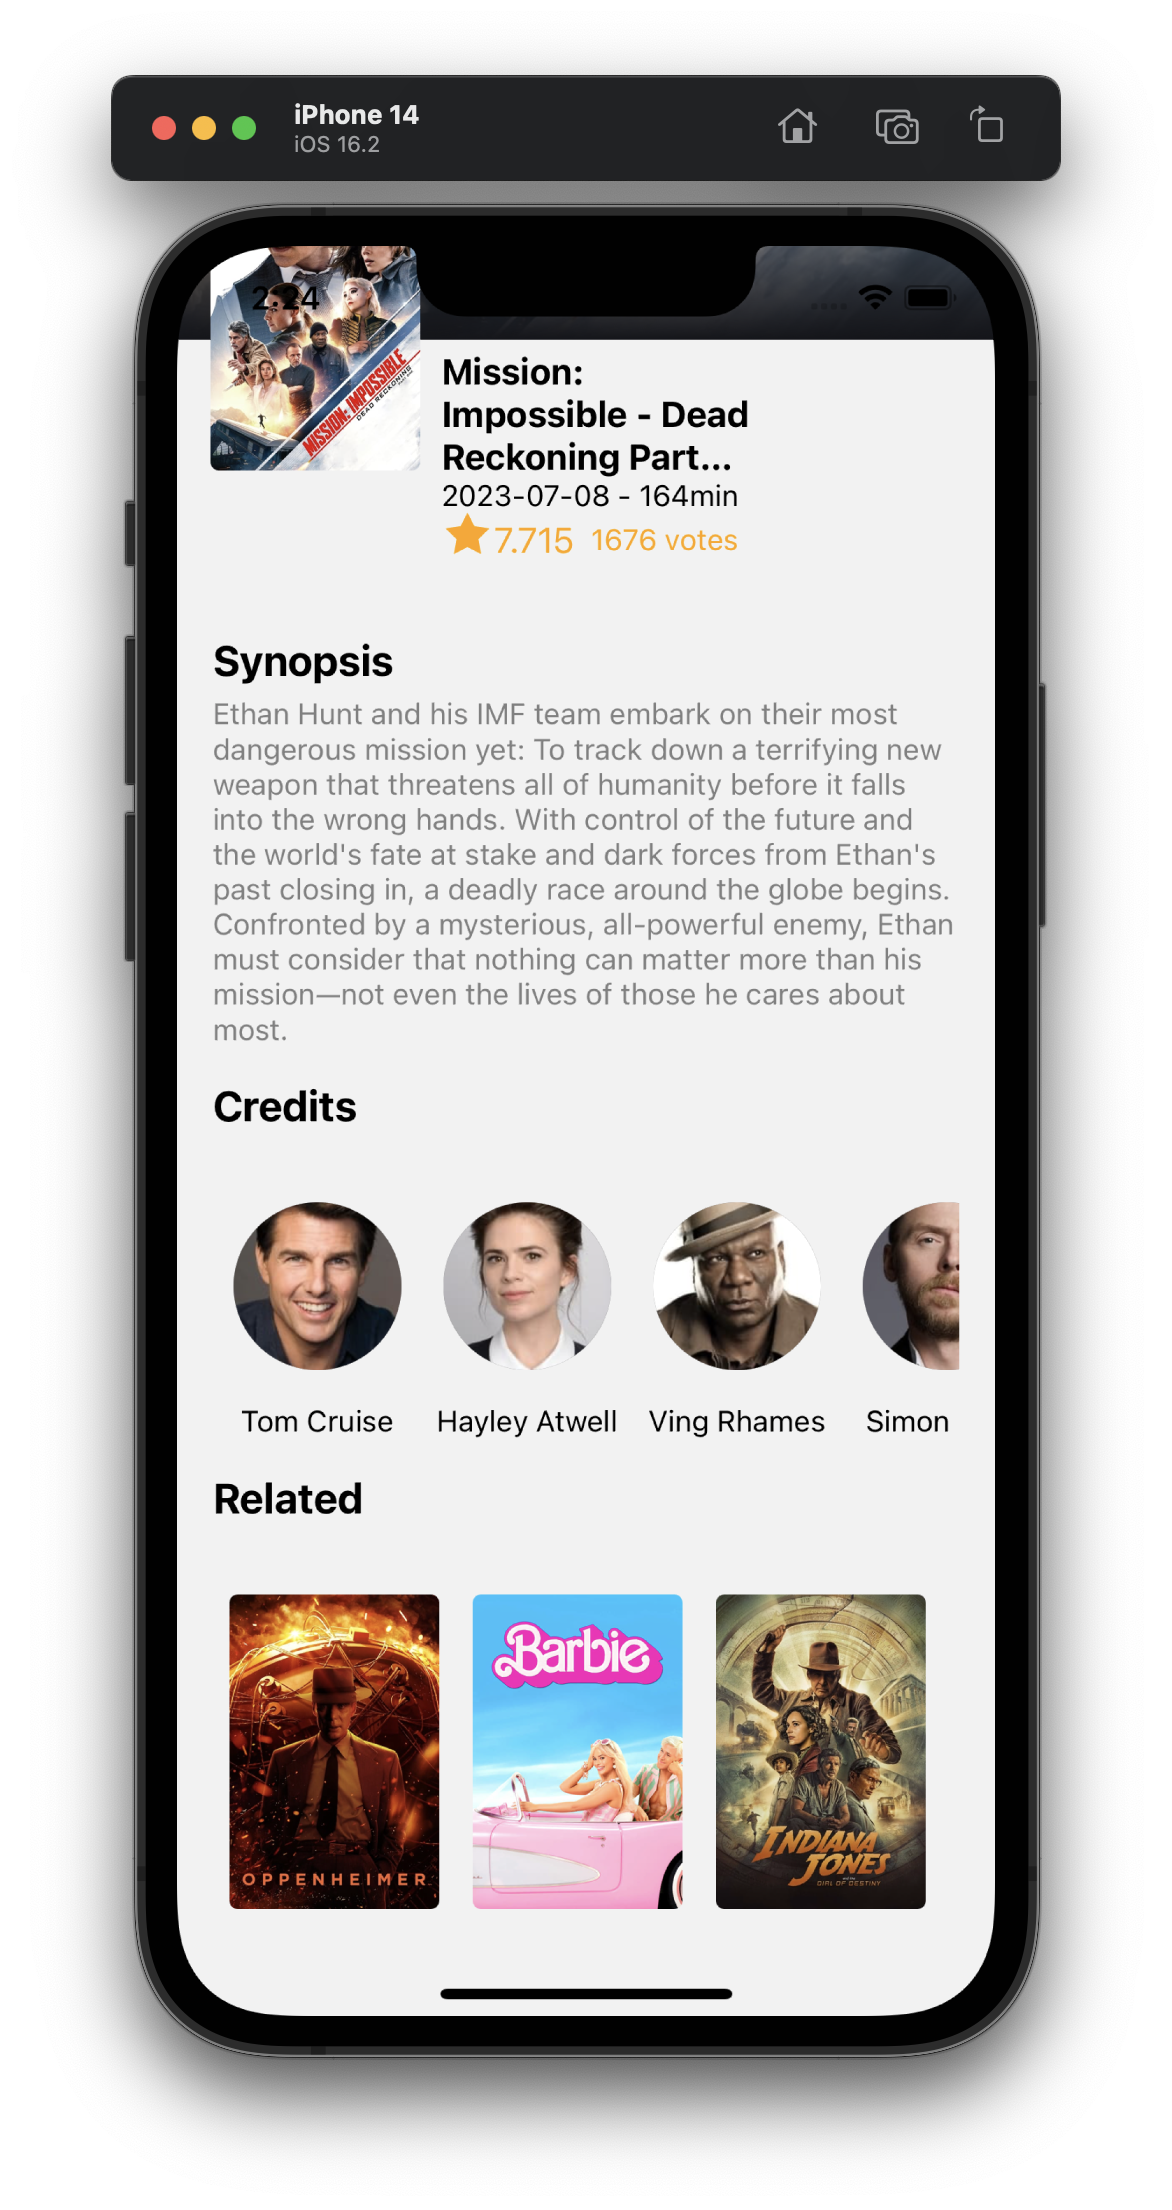 iPhone 14
iOS 16.2
2:24
MISSION: IMPOSSIBLE
DEAD RECKONING
Mission:
Impossible - Dead
Reckoning Part...
2023-07-08 - 164min
7.715 1676 votes
Synopsis
Ethan Hunt and his IMF team embark on their most
dangerous mission yet: To track down a terrifying new
weapon that threatens all of humanity before it falls
into the wrong hands. With control of the future and
the world's fate at stake and dark forces from Ethan's
past closing in, a deadly race around the globe begins.
Confronted by a mysterious, all-powerful enemy, Ethan
must consider that nothing can matter more than his
mission—not even the lives of those he cares about
most.
Credits
Tom Cruise Hayley Atwell Ving Rhames Simon
Related
OPPENHEIMER
Barbie
INDIANA
JONES
and the
DIAL OF DESTINY